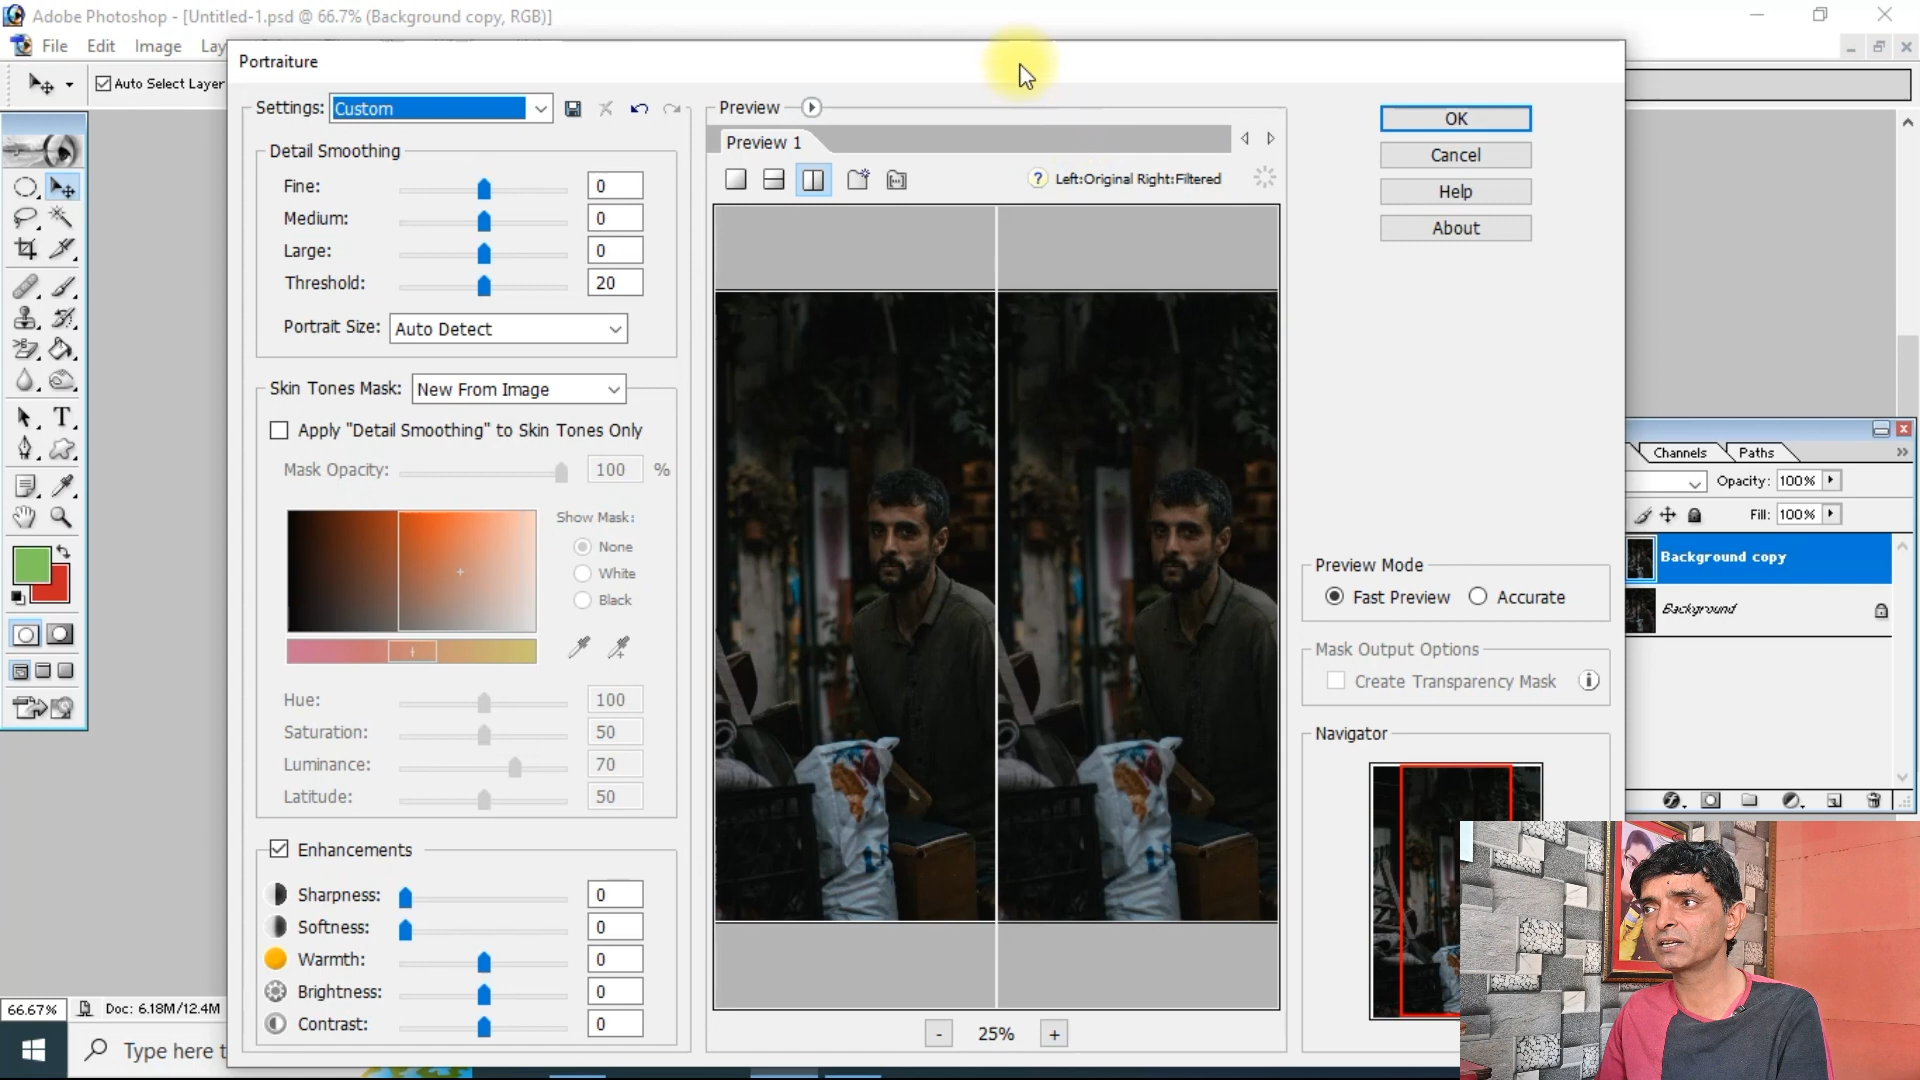 Adobe Photoshop - [Untitled-1.psd @ 66.7% (Background copy, RGB)]
File Edit Image Lay
Auto Select Layer
Portraiture
Settings: Custom
Detail Smoothing
Fine: 0
Medium: 0
Large: 0
Threshold: 20
Portrait Size: Auto Detect
Skin Tones Mask: New From Image
Apply "Detail Smoothing" to Skin Tones Only
Mask Opacity: 100 %
Show Mask:
None
White
Black
Hue: 100
Saturation: 50
Luminance: 70
Latitude: 50
Enhancements
Sharpness: 0
Softness: 0
Warmth: 0
Brightness: 0
Contrast: 0
Preview
Preview 1
Left:Original Right:Filtered
- 25% +
OK
Cancel
Help
About
Preview Mode
Fast Preview Accurate
Mask Output Options
Create Transparency Mask
Navigator
Channels Paths
Opacity: 100%
Fill: 100%
Background copy
Background
66.67% Doc: 6.18M/12.4M
Type here t